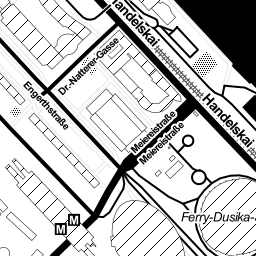 Handelskai
Dr.-Natterer-Gasse
Engerthstraße
Handelskai
Meiereistraße
Meiereistraße
Ferry-Dusika-
M
M